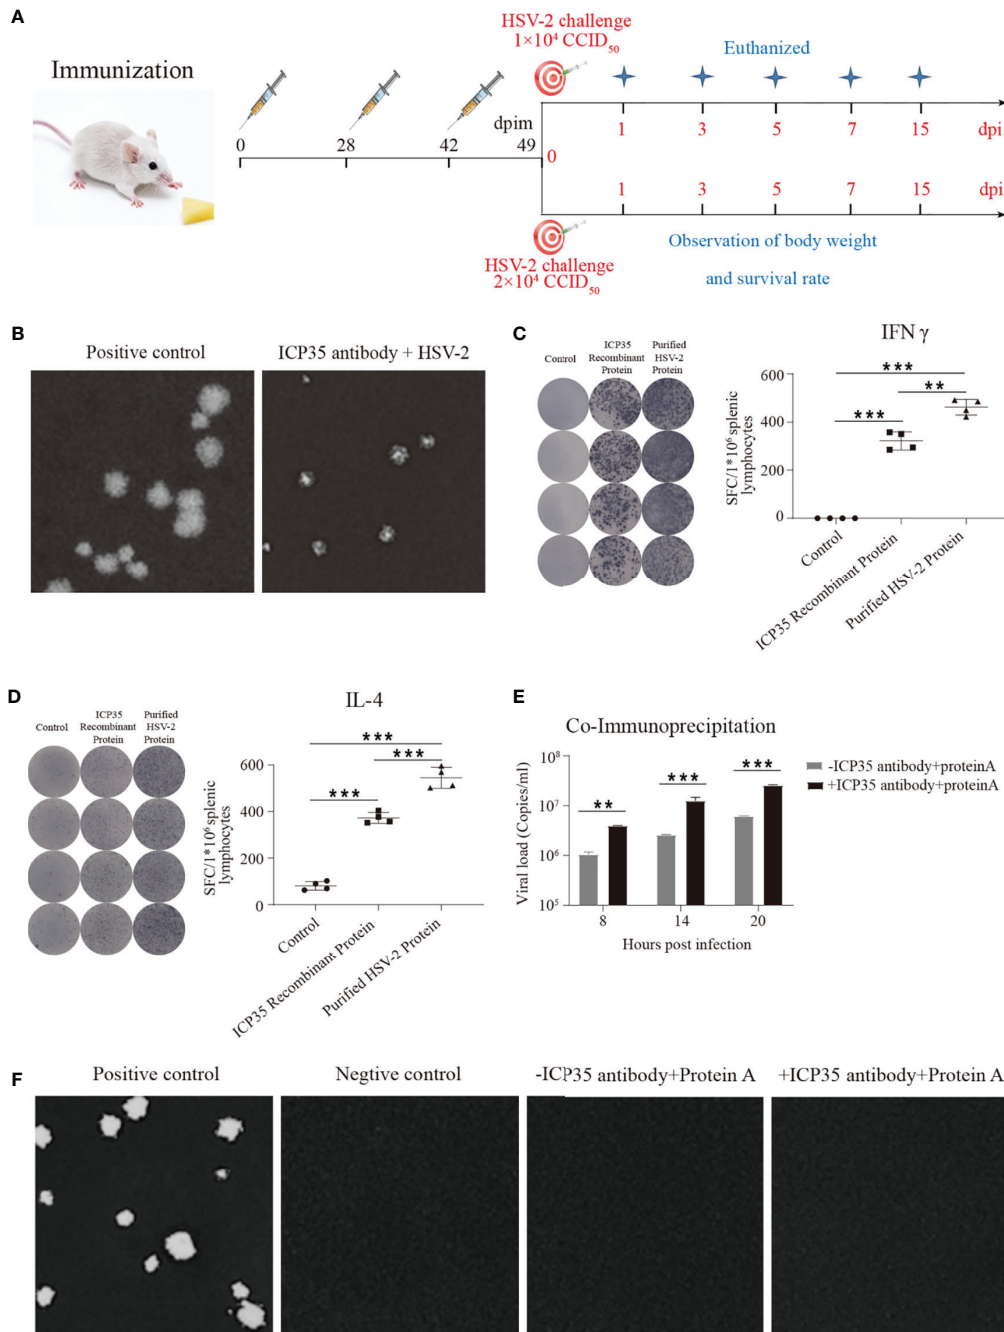 A
Immunization
dpim
0
28
42
49
HSV-2 challenge
1×10⁴ CCID₅₀
Euthanized
0
1
3
5
7
15
dpi
1
3
5
7
15
dpi
HSV-2 challenge
2×10⁴ CCID₅₀
Observation of body weight
and survival rate
B
Positive control
ICP35 antibody + HSV-2
C
Control
ICP35
Recombinant
Protein
Purified
HSV-2
Protein
IFN γ
SFC/1*10⁶ splenic
lymphocytes
600
400
200
0
***
**
***
Control
ICP35 Recombinant Protein
Purified HSV-2 Protein
D
Control
ICP35
Recombinant
Protein
Purified
HSV-2
Protein
IL-4
SFC/1*10⁶ splenic
lymphocytes
600
400
200
0
***
***
***
Control
ICP35 Recombinant Protein
Purified HSV-2 Protein
E
Co-Immunoprecipitation
Viral load (Copies/ml)
10⁸
10⁷
10⁶
10⁵
-ICP35 antibody+proteinA
+ICP35 antibody+proteinA
**
***
***
8
14
20
Hours post infection
F
Positive control
Negtive control
-ICP35 antibody+Protein A
+ICP35 antibody+Protein A